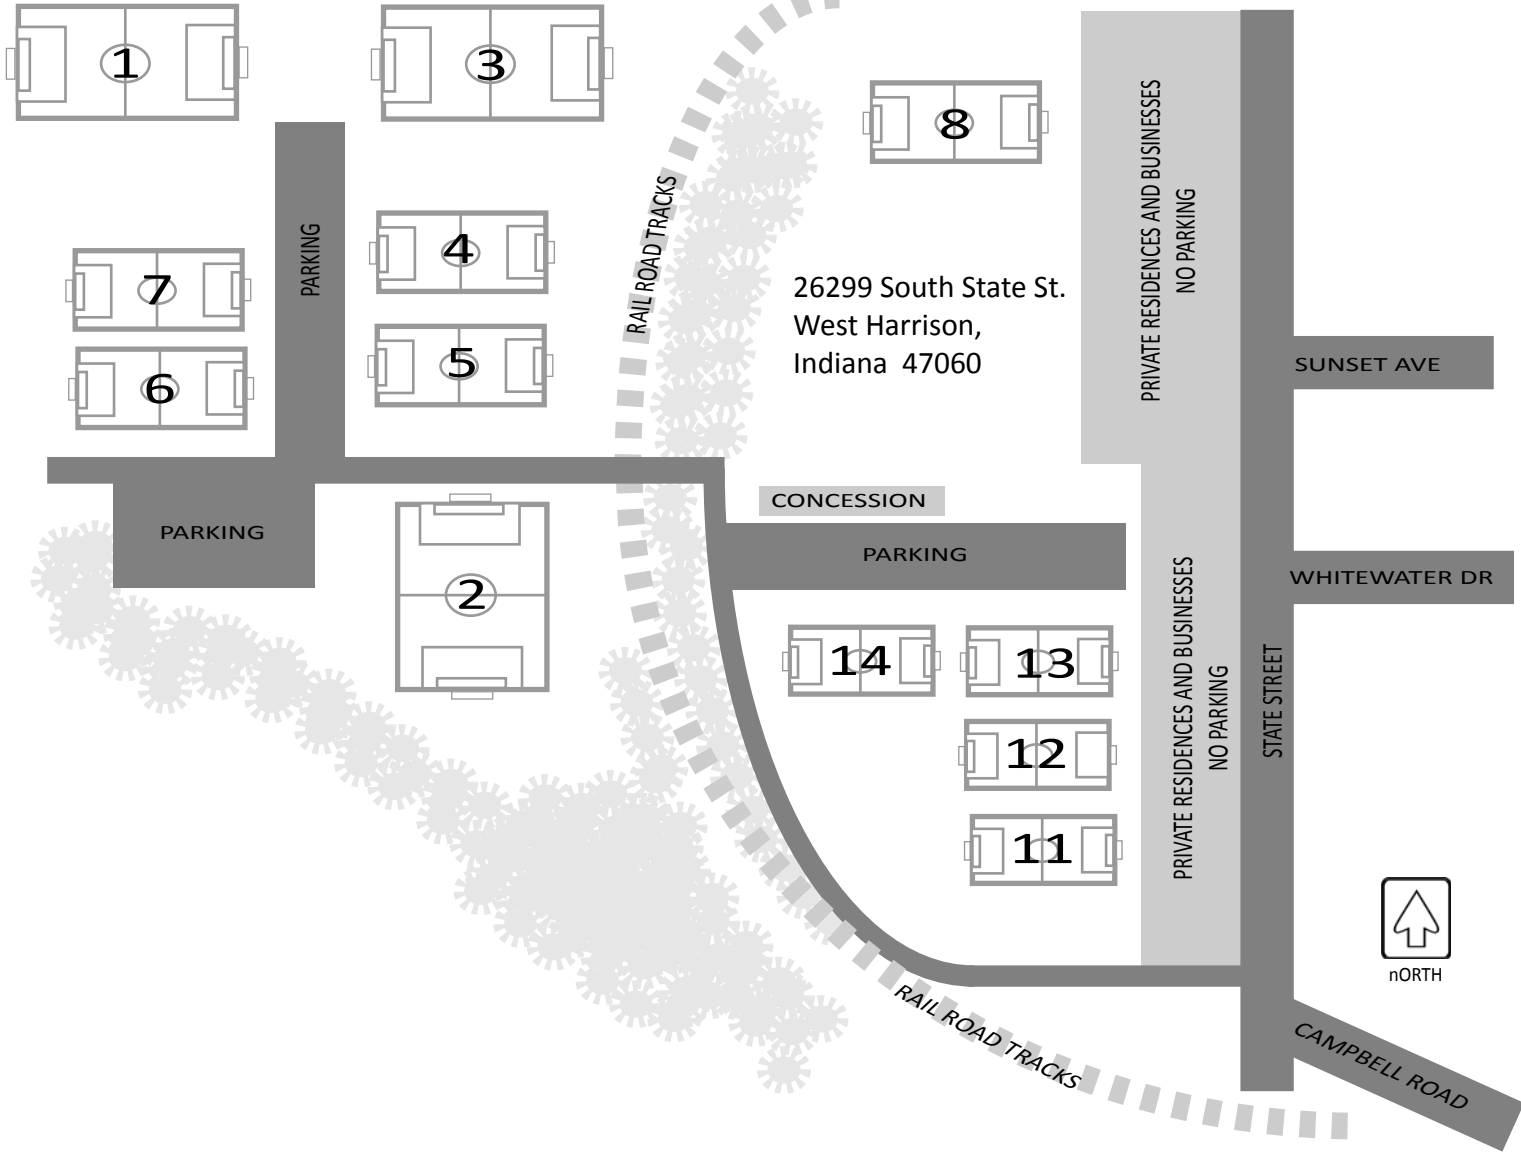 1
3
8
PARKING
RAIL ROAD TRACKS
PRIVATE RESIDENCES AND BUSINESSES
NO PARKING
4
7
26299 South State St.
West Harrison,
Indiana 47060
5
6
SUNSET AVE
CONCESSION
PARKING
PARKING
WHITEWATER DR
2
14
13
PRIVATE RESIDENCES AND BUSINESSES
NO PARKING
STATE STREET
12
11
nORTH
RAIL ROAD TRACKS
CAMPBELL ROAD